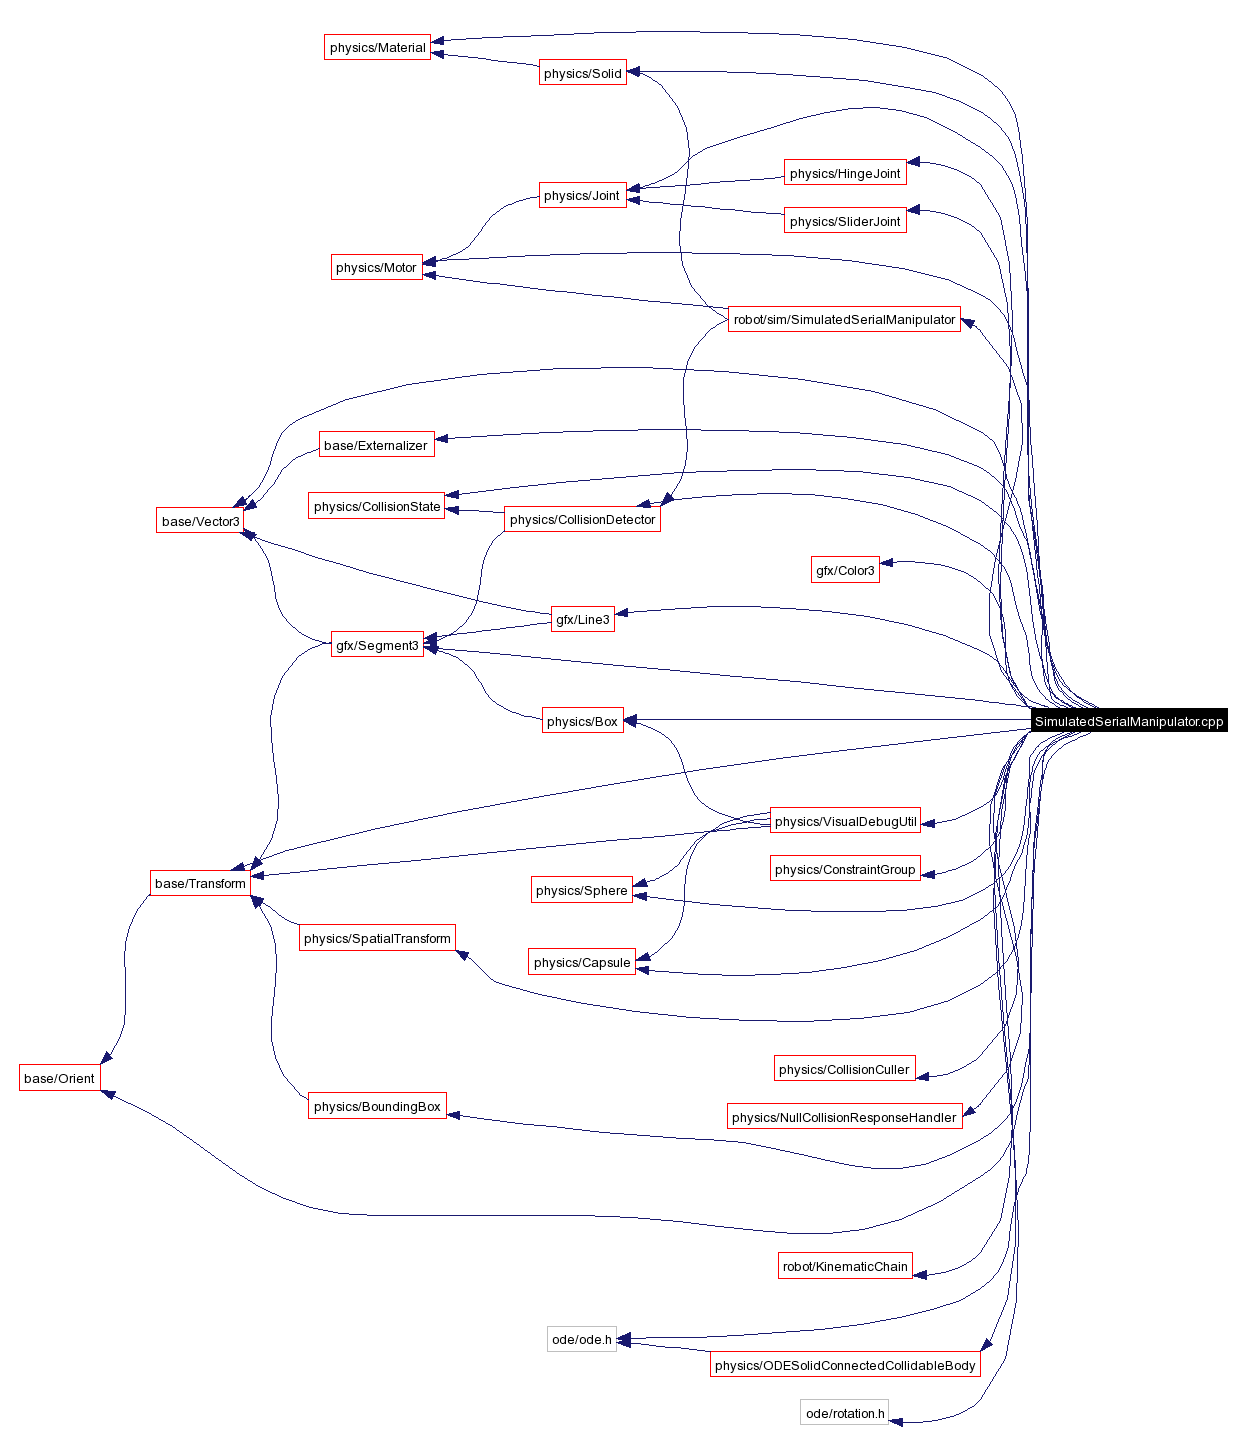 physics/Material
physics/Solid
physics/HingeJoint
physics/Joint
physics/SliderJoint
physics/Motor
robot/sim/SimulatedSerialManipulator
base/Externalizer
physics/CollisionState
base/Vector3
physics/CollisionDetector
gfx/Color3
gfx/Line3
gfx/Segment3
physics/Box
SimulatedSerialManipulator.cpp
physics/VisualDebugUtil
physics/ConstraintGroup
base/Transform
physics/Sphere
physics/SpatialTransform
physics/Capsule
physics/CollisionCuller
base/Orient
physics/BoundingBox
physics/NullCollisionResponseHandler
robot/KinematicChain
ode/ode.h
physics/ODESolidConnectedCollidableBody
ode/rotation.h